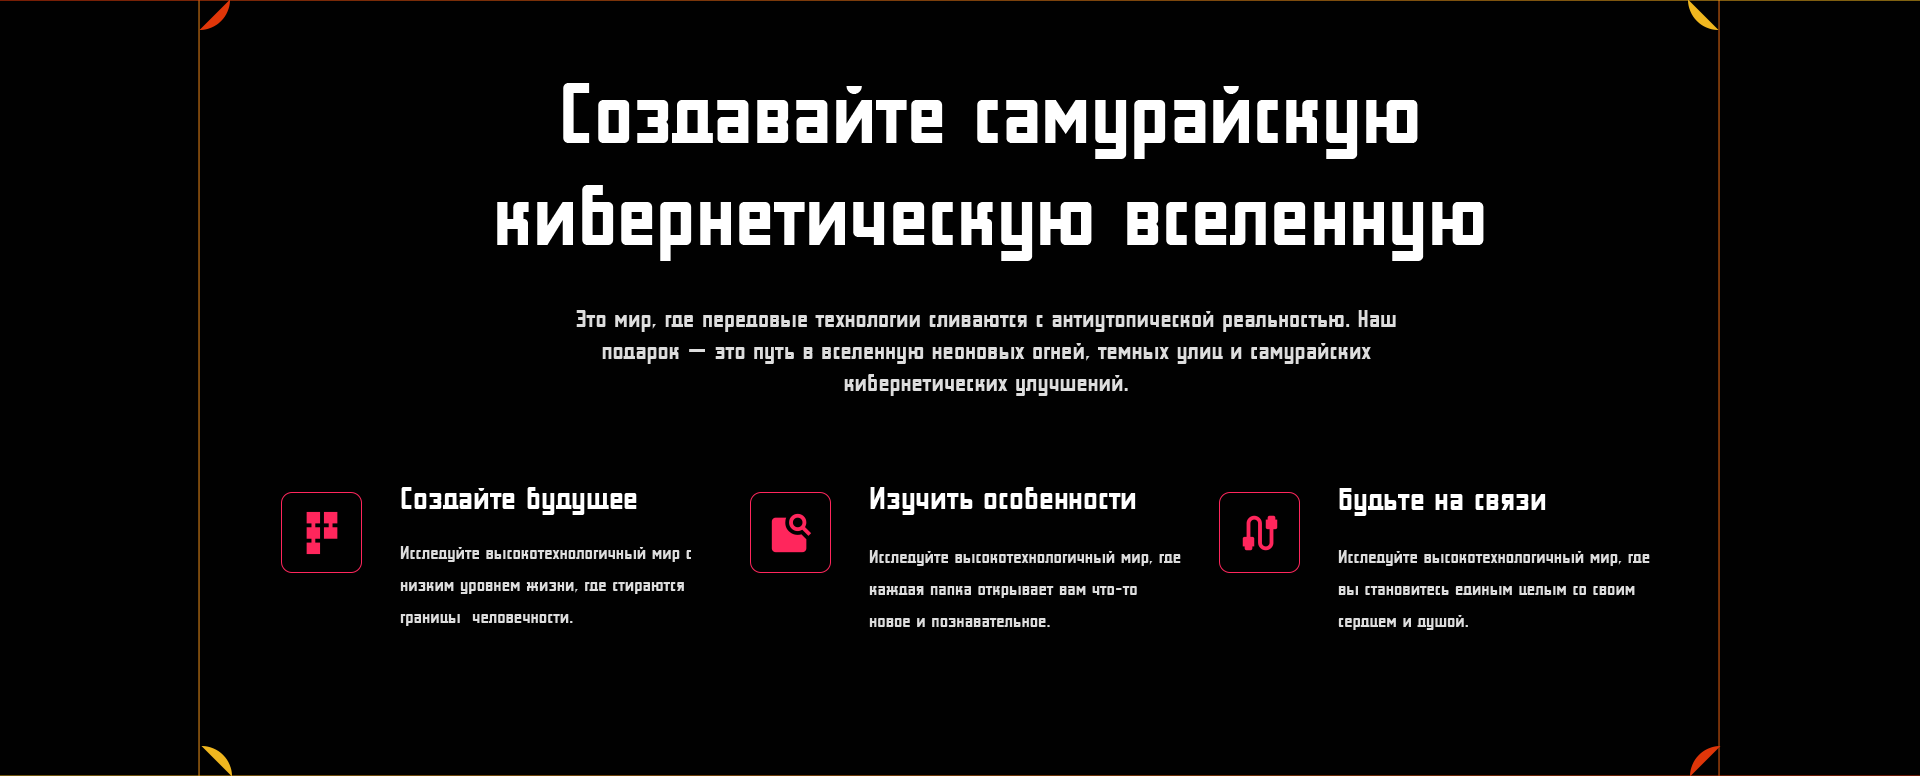 Создавайте самурайскую
кибернетическую вселенную
Это мир, где передовые технологии сливаются с антиутопической реальностью. Наш
подарок — это путь в вселенную неоновых огней, темных улиц и самурайских
кибернетических улучшений.
Создайте будущее
Исследуйте высокотехнологичный мир с
низким уровнем жизни, где стираются
границы  человечности.
Изучить особенности
Исследуйте высокотехнологичный мир, где
каждая папка открывает вам что-то
новое и познавательное.
Будьте на связи
Исследуйте высокотехнологичный мир, где
вы становитесь единым целым со своим
сердцем и душой.